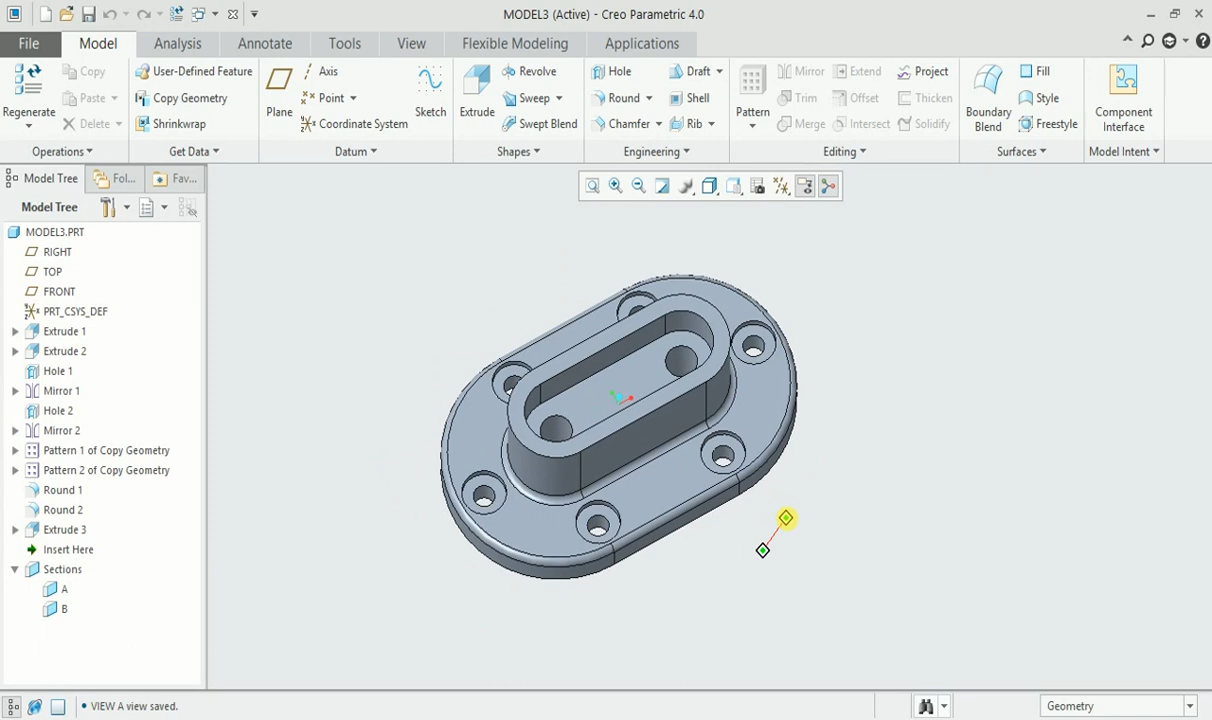 MODEL3 (Active) - Creo Parametric 4.0
File Model Analysis Annotate Tools View Flexible Modeling Applications
Regenerate
Copy
Paste
Delete
Operations
User-Defined Feature
Copy Geometry
Shrinkwrap
Get Data
Plane
Axis
Point
Coordinate System
Sketch
Datum
Extrude
Revolve
Sweep
Swept Blend
Shapes
Hole
Round
Chamfer
Draft
Shell
Rib
Engineering
Pattern
Mirror
Trim
Merge
Extend
Offset
Intersect
Project
Thicken
Solidify
Editing
Boundary
Blend
Fill
Style
Freestyle
Surfaces
Component
Interface
Model Intent
Model Tree Fol... Fav...
Model Tree
MODEL3.PRT
RIGHT
TOP
FRONT
PRT_CSYS_DEF
Extrude 1
Extrude 2
Hole 1
Mirror 1
Hole 2
Mirror 2
Pattern 1 of Copy Geometry
Pattern 2 of Copy Geometry
Round 1
Round 2
Extrude 3
Insert Here
Sections
A
B
• VIEW A view saved.
Geometry